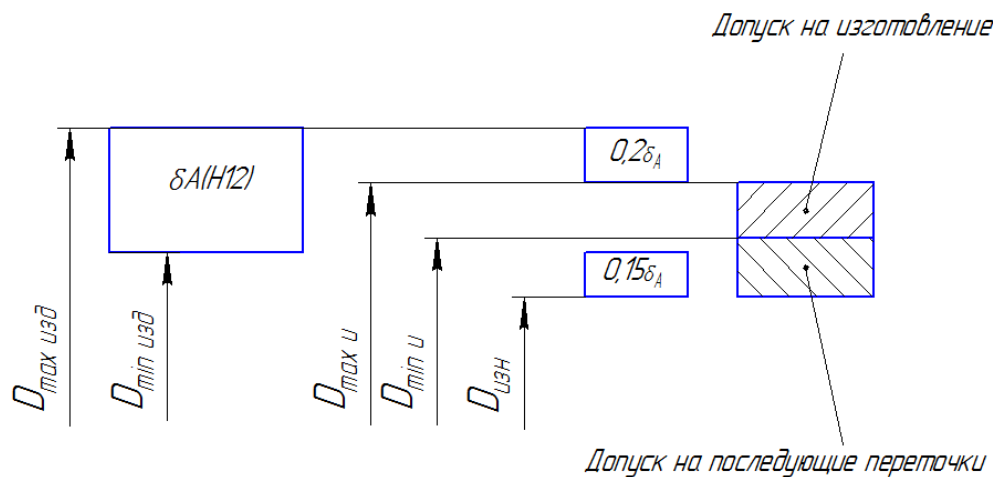 Допуск на изготовление
δA(H12)
0,2δA
0,15δA
Dmax изд
Dmin изд
Dmax и
Dmin и
Dизн
Допуск на последующие переточки